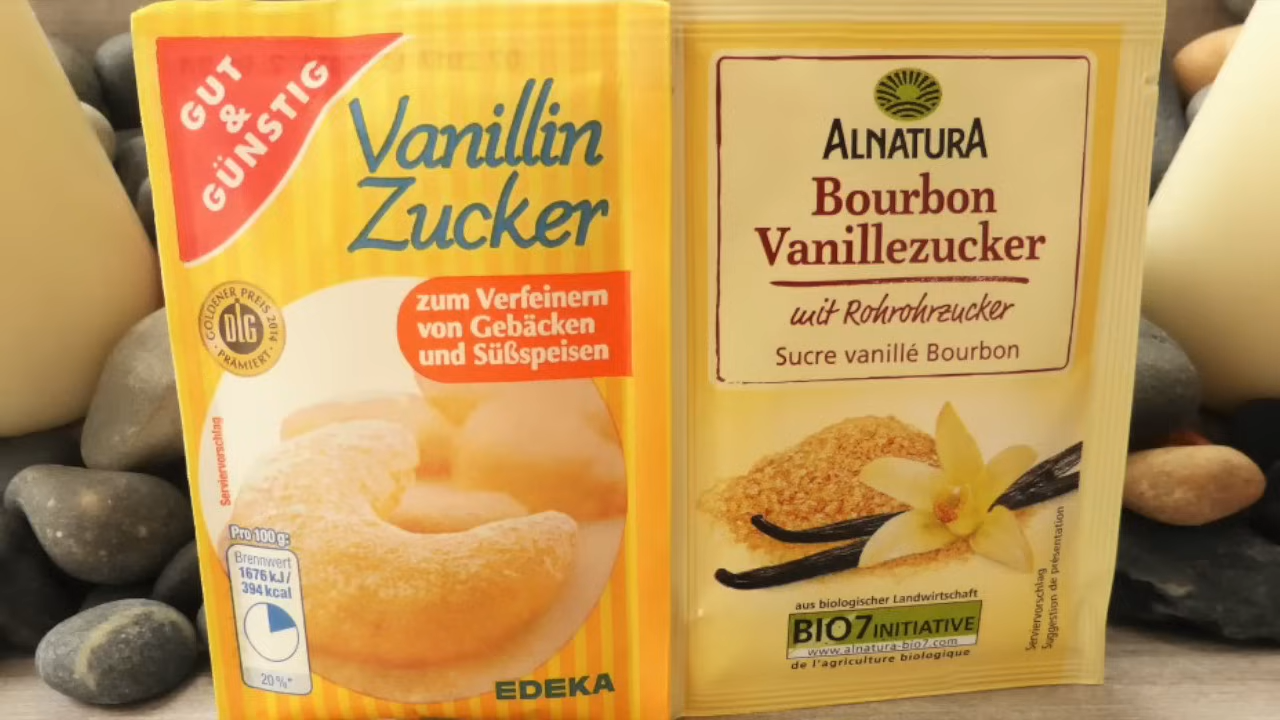 GUT
&
GÜNSTIG
Vanillin
Zucker
GOLDENER PREIS 2014
DLG
PRÄMIERT
zum Verfeinern
von Gebäcken
und Süßspeisen
Serviervorschlag
Pro 100 g:
Brennwert
1676 kJ/
394 kcal
20 %*
EDEKA
ALNATURA
Bourbon
Vanillezucker
mit Rohrohrzucker
Sucre vanillé Bourbon
Serviervorschlag
Suggestion de présentation
aus biologischer Landwirtschaft
BIO7 INITIATIVE
www.alnatura-bio7.com
de l'agriculture biologique